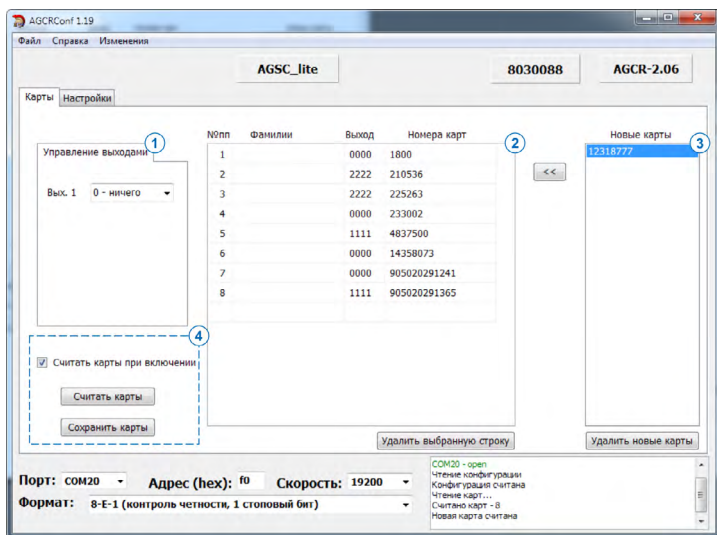 AGCRConf 1.19
Файл Справка Изменения
AGSC_lite 8030088 AGCR-2.06
Карты Настройки
Управление выходами
1
Вых. 1 0 - ничего
№пп Фамилии Выход Номера карт
2
1 0000 1800
2 2222 210536
3 2222 225263
4 0000 233002
5 1111 4837500
6 0000 14358073
7 0000 905020291241
8 1111 905020291365
<<
Новые карты
3
12318777
4
Считать карты при включении
Считать карты
Сохранить карты
Удалить выбранную строку
Удалить новые карты
Порт: COM20 Адрес (hex): f0 Скорость: 19200
Формат: 8-E-1 (контроль четности, 1 стоповый бит)
COM20 - open
Чтение конфигурации
Конфигурация считана
Чтение карт...
Считано карт - 8
Новая карта считана